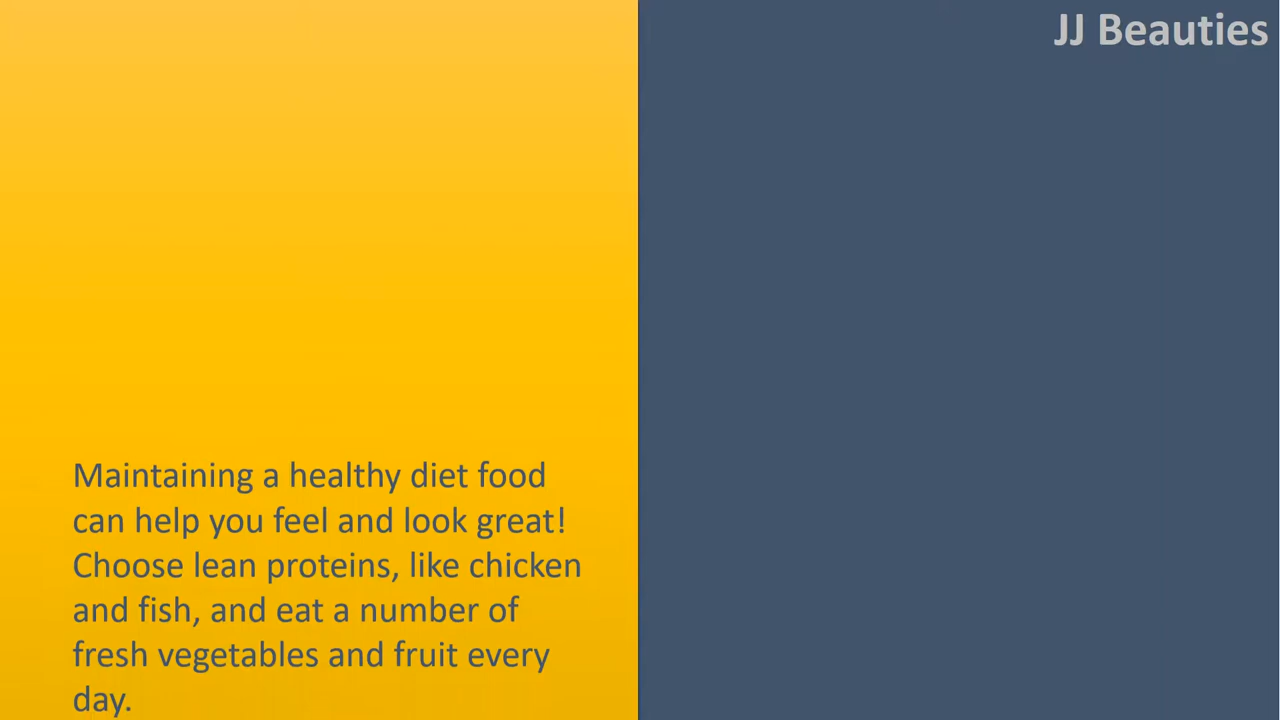 JJ Beauties
Maintaining a healthy diet food
can help you feel and look great!
Choose lean proteins, like chicken
and fish, and eat a number of
fresh vegetables and fruit every
day.